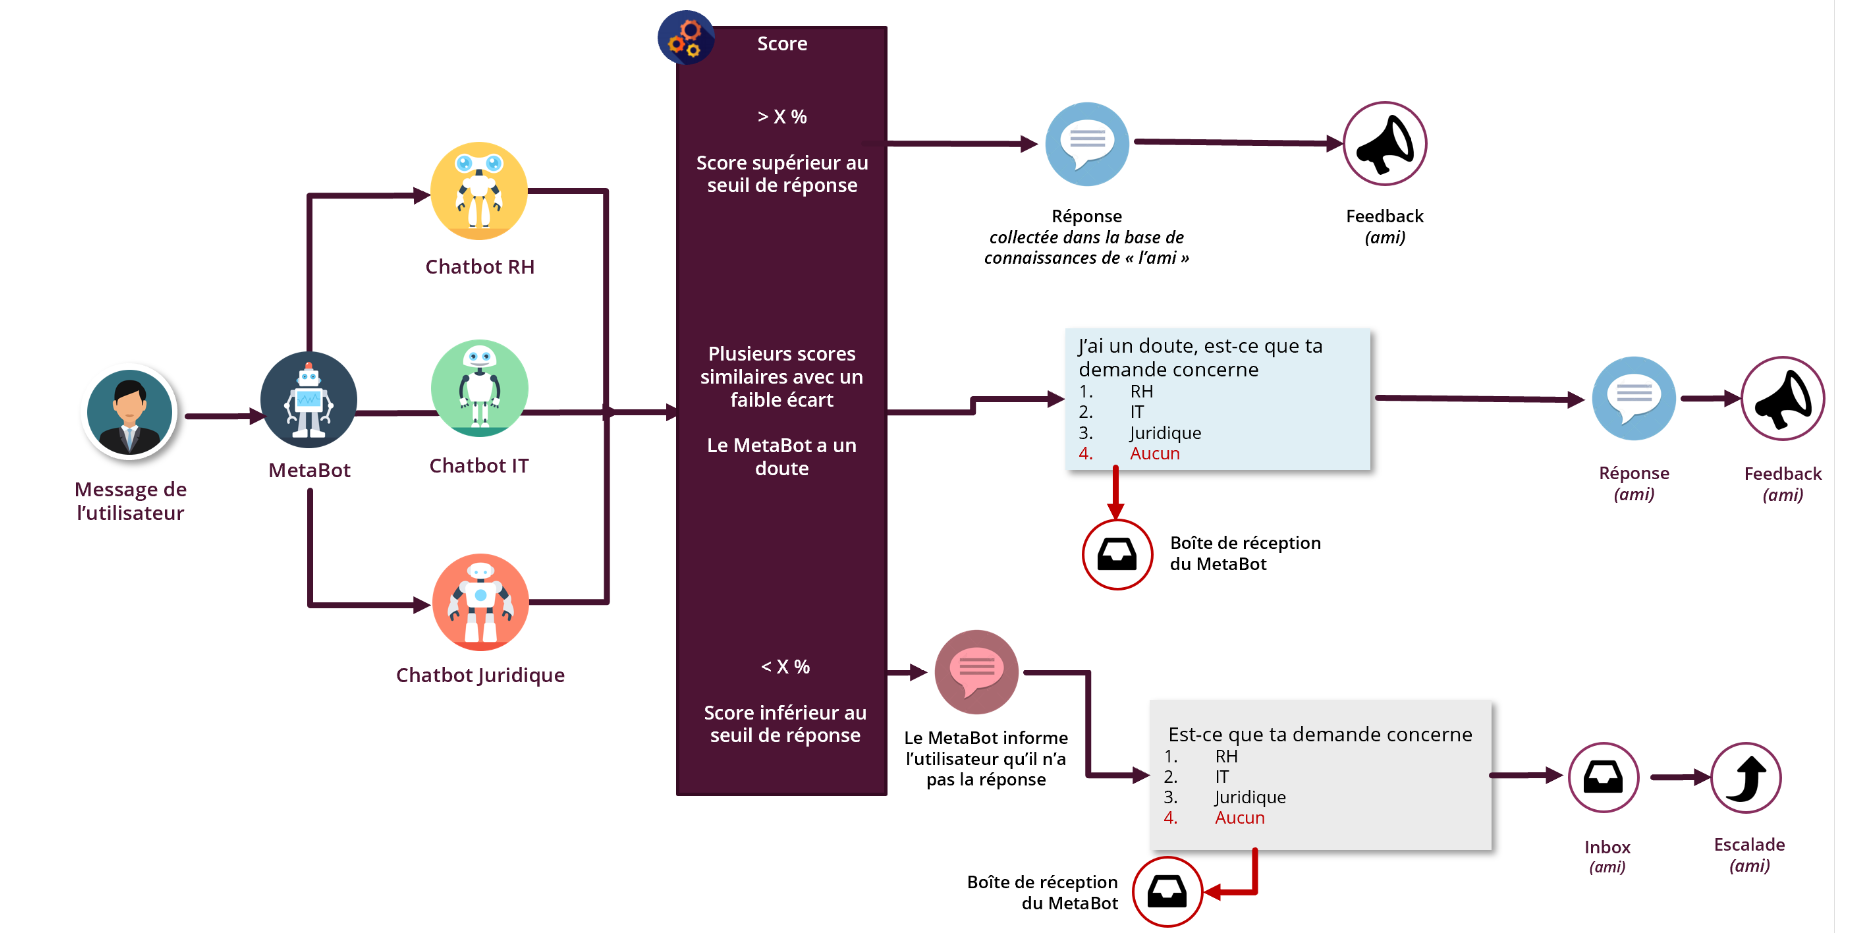 Score
> X %
Score supérieur au
seuil de réponse
Réponse
collectée dans la base de
connaissances de « l'ami »
Feedback
(ami)
Chatbot RH
Plusieurs scores
similaires avec un
faible écart
Le MetaBot a un
doute
J'ai un doute, est-ce que ta
demande concerne
1. RH
2. IT
3. Juridique
4. Aucun
Message de
l'utilisateur
MetaBot
Chatbot IT
Réponse
(ami)
Feedback
(ami)
Boîte de réception
du MetaBot
Chatbot Juridique
< X %
Score inférieur au
seuil de réponse
Le MetaBot informe
l'utilisateur qu'il n'a
pas la réponse
Est-ce que ta demande concerne
1. RH
2. IT
3. Juridique
4. Aucun
Inbox
(ami)
Escalade
(ami)
Boîte de réception
du MetaBot